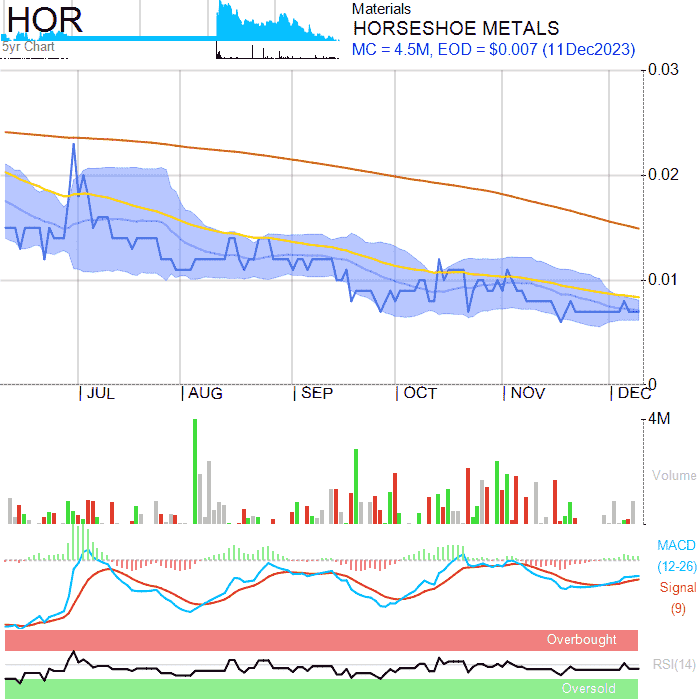 HOR
5yr Chart
Materials
HORSESHOE METALS
MC = 4.5M, EOD = $0.007 (11Dec2023)
0.03
0.02
0.01
0
JUL AUG SEP OCT NOV DEC
4M
Volume
MACD
(12-26)
Signal
(9)
Overbought
RSI(14)
Oversold